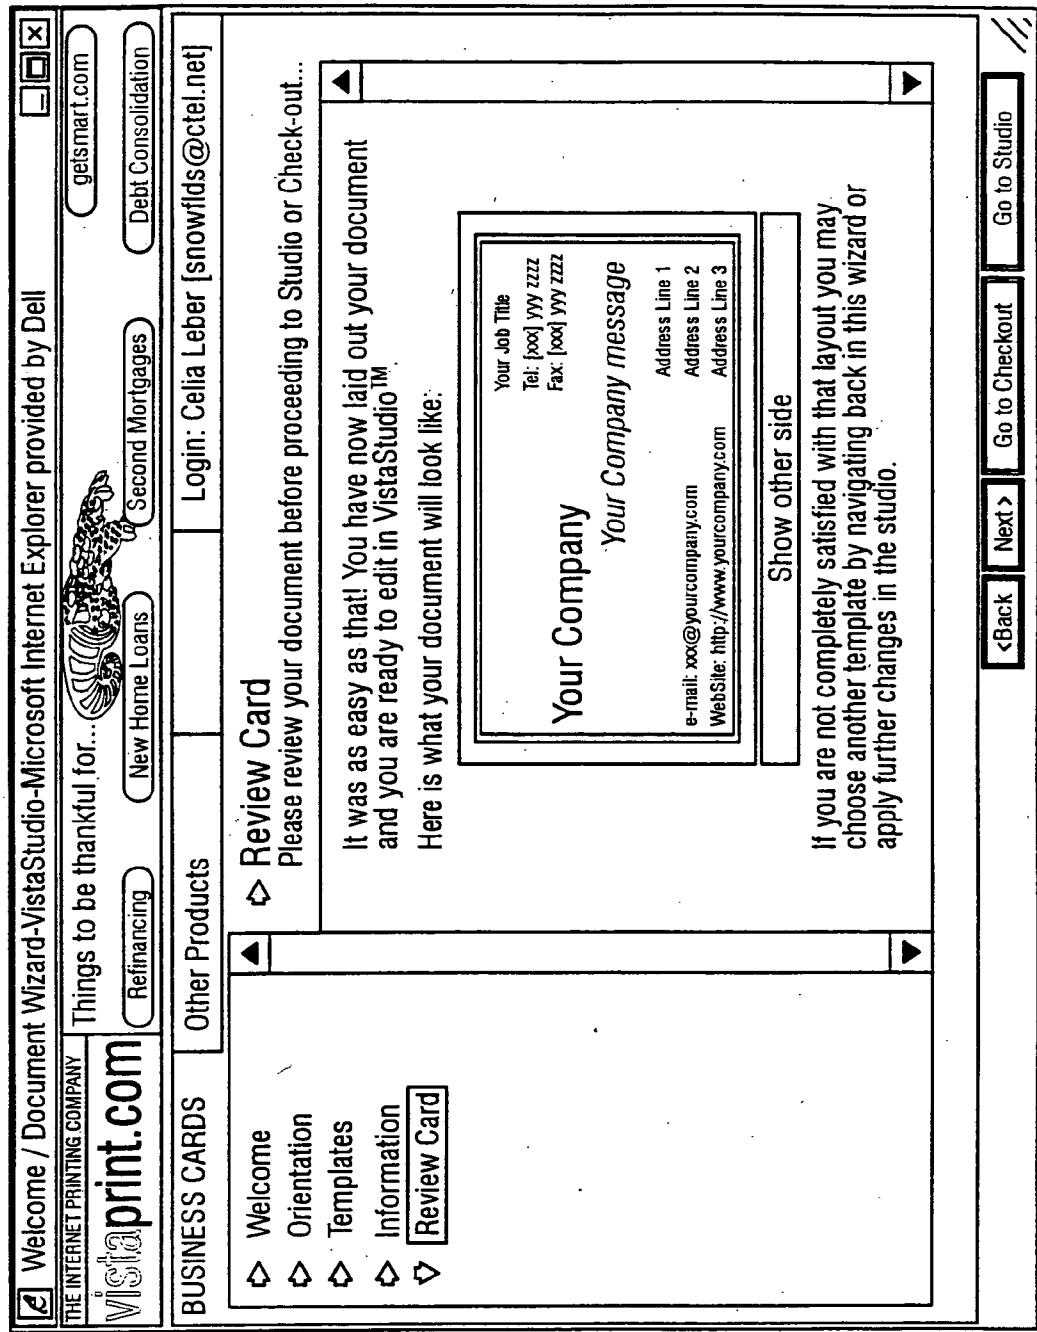 Welcome / Document Wizard-VistaStudio-Microsoft Internet Explorer provided by Dell
THE INTERNET PRINTING COMPANY
vistaprint.com
Things to be thankful for...
getsmart.com
Refinancing
New Home Loans
Second Mortgages
Debt Consolidation
BUSINESS CARDS
Other Products
Login: Celia Leber [snowflds@ctel.net]
Welcome
Orientation
Templates
Information
Review Card
Review Card
Please review your document before proceeding to Studio or Check-out...
It was as easy as that! You have now laid out your document
and you are ready to edit in VistaStudio™
Here is what your document will look like:
Your Job Title
Tel: [xxx] yyy zzzz
Fax: [xxx] yyy zzzz
Your Company
Your Company message
Address Line 1
e-mail: xxx@yourcompany.com Address Line 2
WebSite: http://www.yourcompany.com Address Line 3
Show other side
If you are not completely satisfied with that layout you may
choose another template by navigating back in this wizard or
apply further changes in the studio.
<Back
Next>
Go to Checkout
Go to Studio